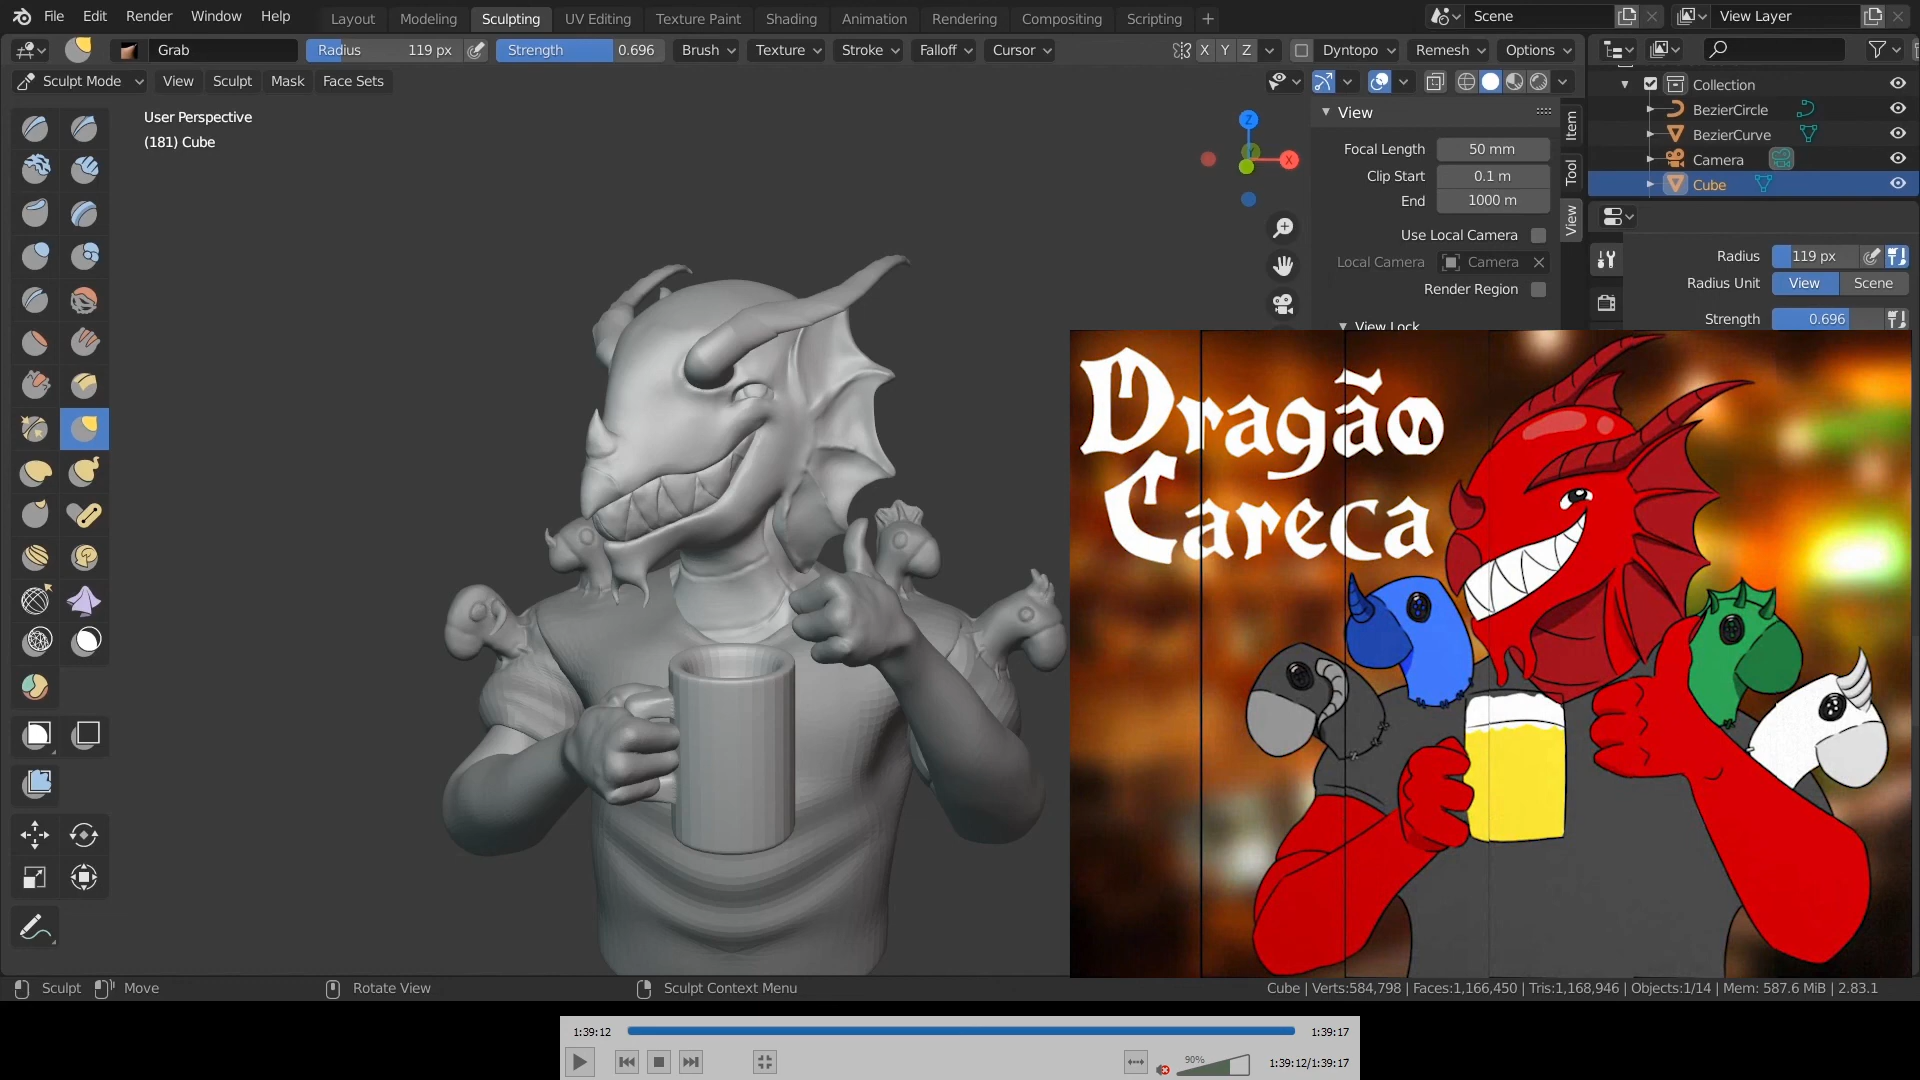 File Edit Render Window Help Layout Modeling Sculpting UV Editing Texture Paint Shading Animation Rendering Compositing Scripting + Scene View Layer
Grab Radius 119 px Strength 0.696 Brush Texture Stroke Falloff Cursor X Y Z Dyntopo Remesh Options
Sculpt Mode View Sculpt Mask Face Sets
User Perspective
(181) Cube
Z
X
View
Focal Length 50 mm
Clip Start 0.1 m
End 1000 m
Use Local Camera
Local Camera Camera
Render Region
View Lock
Item
Tool
View
Collection
BezierCircle
BezierCurve
Camera
Cube
Radius 119 px
Radius Unit View Scene
Strength 0.696
Dragão
Careca
Sculpt Move Rotate View Sculpt Context Menu Cube | Verts:584,798 | Faces:1,166,450 | Tris:1,168,946 | Objects:1/14 | Mem: 587.6 MiB | 2.83.1
1:39:12 1:39:17
90% 1:39:12/1:39:17